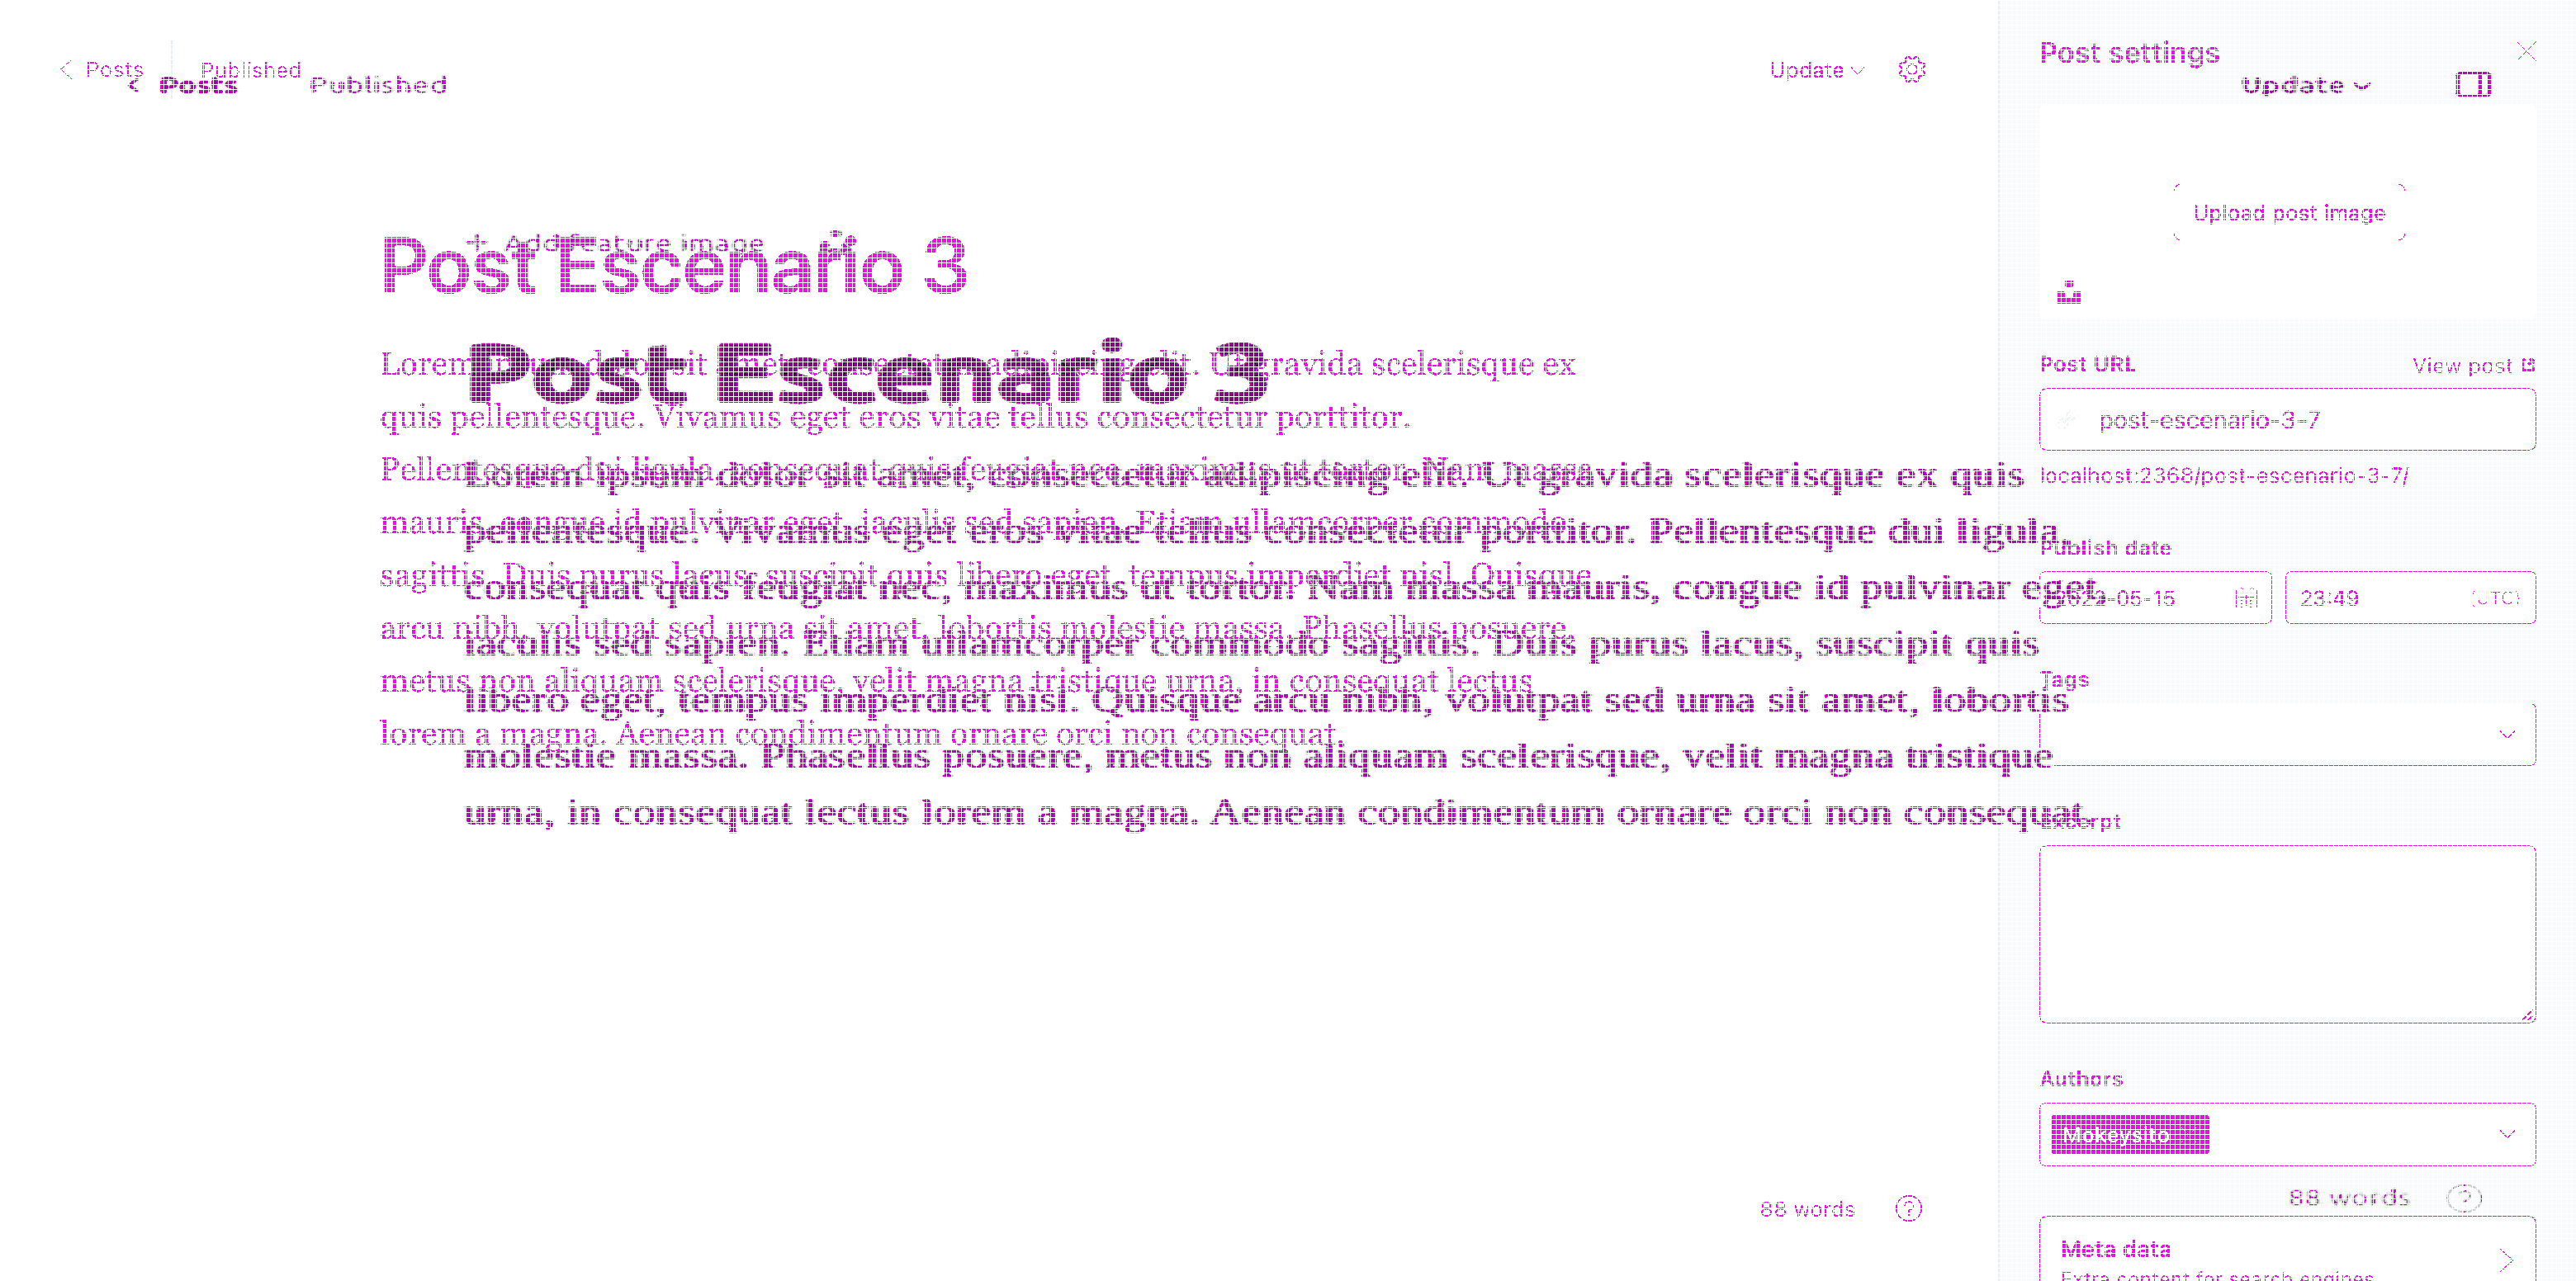 Posts
Published
Update
Post settings
Posts
Published
Update
Upload post image
Add feature image
Post Escenario 3
Post Escenario 3
Post URL
View post
post-escenario-3-7
localhost:2368/post-escenario-3-7/
Lorem ipsum dolor sit amet, consectetur adipiscing elit. Ut gravida scelerisque ex
quis pellentesque. Vivamus eget eros vitae tellus consectetur porttitor.
Pellentesque dui ligula, consequat quis feugiat nec, maximus ut tortor. Nam massa
mauris, congue id pulvinar eget, iaculis sed sapien. Etiam ullamcorper commodo
sagittis. Duis purus lacus, suscipit quis libero eget, tempus imperdiet nisl. Quisque
arcu nibh, volutpat sed urna sit amet, lobortis molestie massa. Phasellus posuere,
metus non aliquam scelerisque, velit magna tristique urna, in consequat lectus
lorem a magna. Aenean condimentum ornare orci non consequat.
Lorem ipsum dolor sit amet, consectetur adipiscing elit. Ut gravida scelerisque ex quis
pellentesque. Vivamus eget eros vitae tellus consectetur porttitor. Pellentesque dui ligula,
consequat quis feugiat nec, maximus ut tortor. Nam massa mauris, congue id pulvinar eget,
iaculis sed sapien. Etiam ullamcorper commodo sagittis. Duis purus lacus, suscipit quis
libero eget, tempus imperdiet nisl. Quisque arcu nibh, volutpat sed urna sit amet, lobortis
molestie massa. Phasellus posuere, metus non aliquam scelerisque, velit magna tristique
urna, in consequat lectus lorem a magna. Aenean condimentum ornare orci non consequat.
Publish date
-05-15
23:49
(UTC)
Tags
Excerpt
Authors
Mokeysito
88 words
?
88 words
?
Meta data
Extra content for search engines